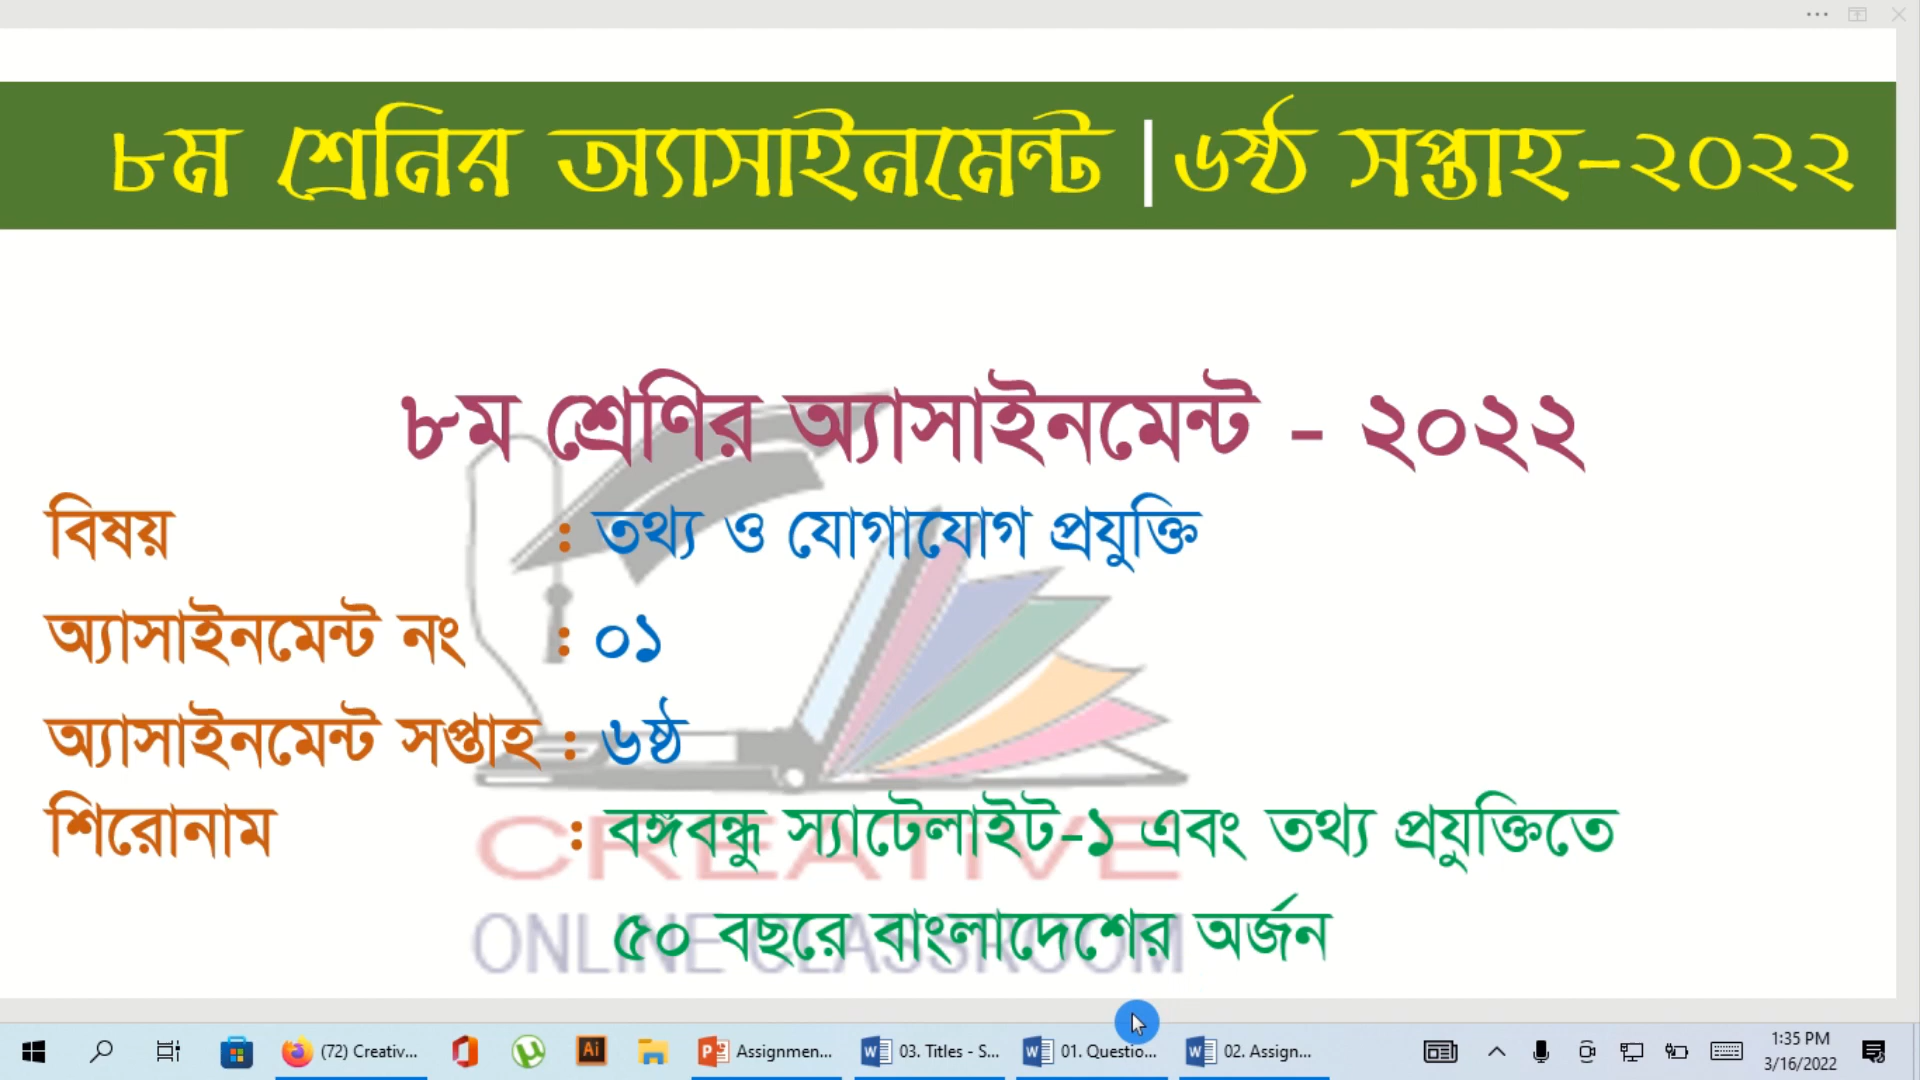 ৮ম শ্রেনির অ্যাসাইনমেন্ট |৬ষ্ঠ সপ্তাহ-২০২২
৮ম শ্রেণির অ্যাসাইনমেন্ট - ২০২২
বিষয় : তথ্য ও যোগাযোগ প্রযুক্তি
অ্যাসাইনমেন্ট নং : ০১
অ্যাসাইনমেন্ট সপ্তাহ : ৬ষ্ঠ
শিরোনাম : বঙ্গবন্ধু স্যাটেলাইট-১ এবং তথ্য প্রযুক্তিতে
৫০ বছরে বাংলাদেশের অর্জন
CREATIVE
ONLINE CLASSROOM
(72) Creativ...
Assignmen...
03. Titles - S...
01. Questio...
02. Assign...
1:35 PM
3/16/2022